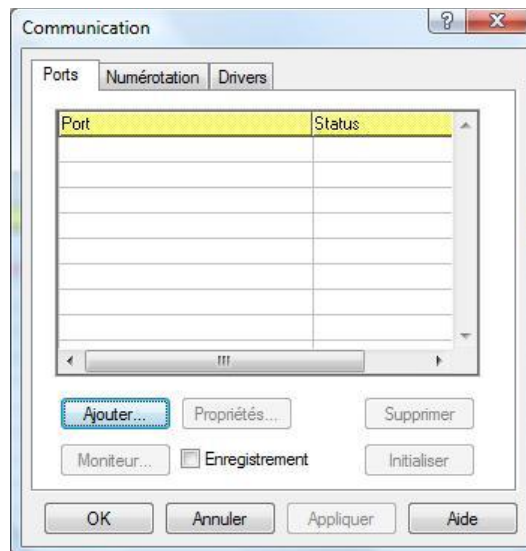 Communication
Ports Numérotation Drivers
Port Status
Ajouter... Propriétés... Supprimer
Moniteur... Enregistrement Initialiser
OK Annuler Appliquer Aide